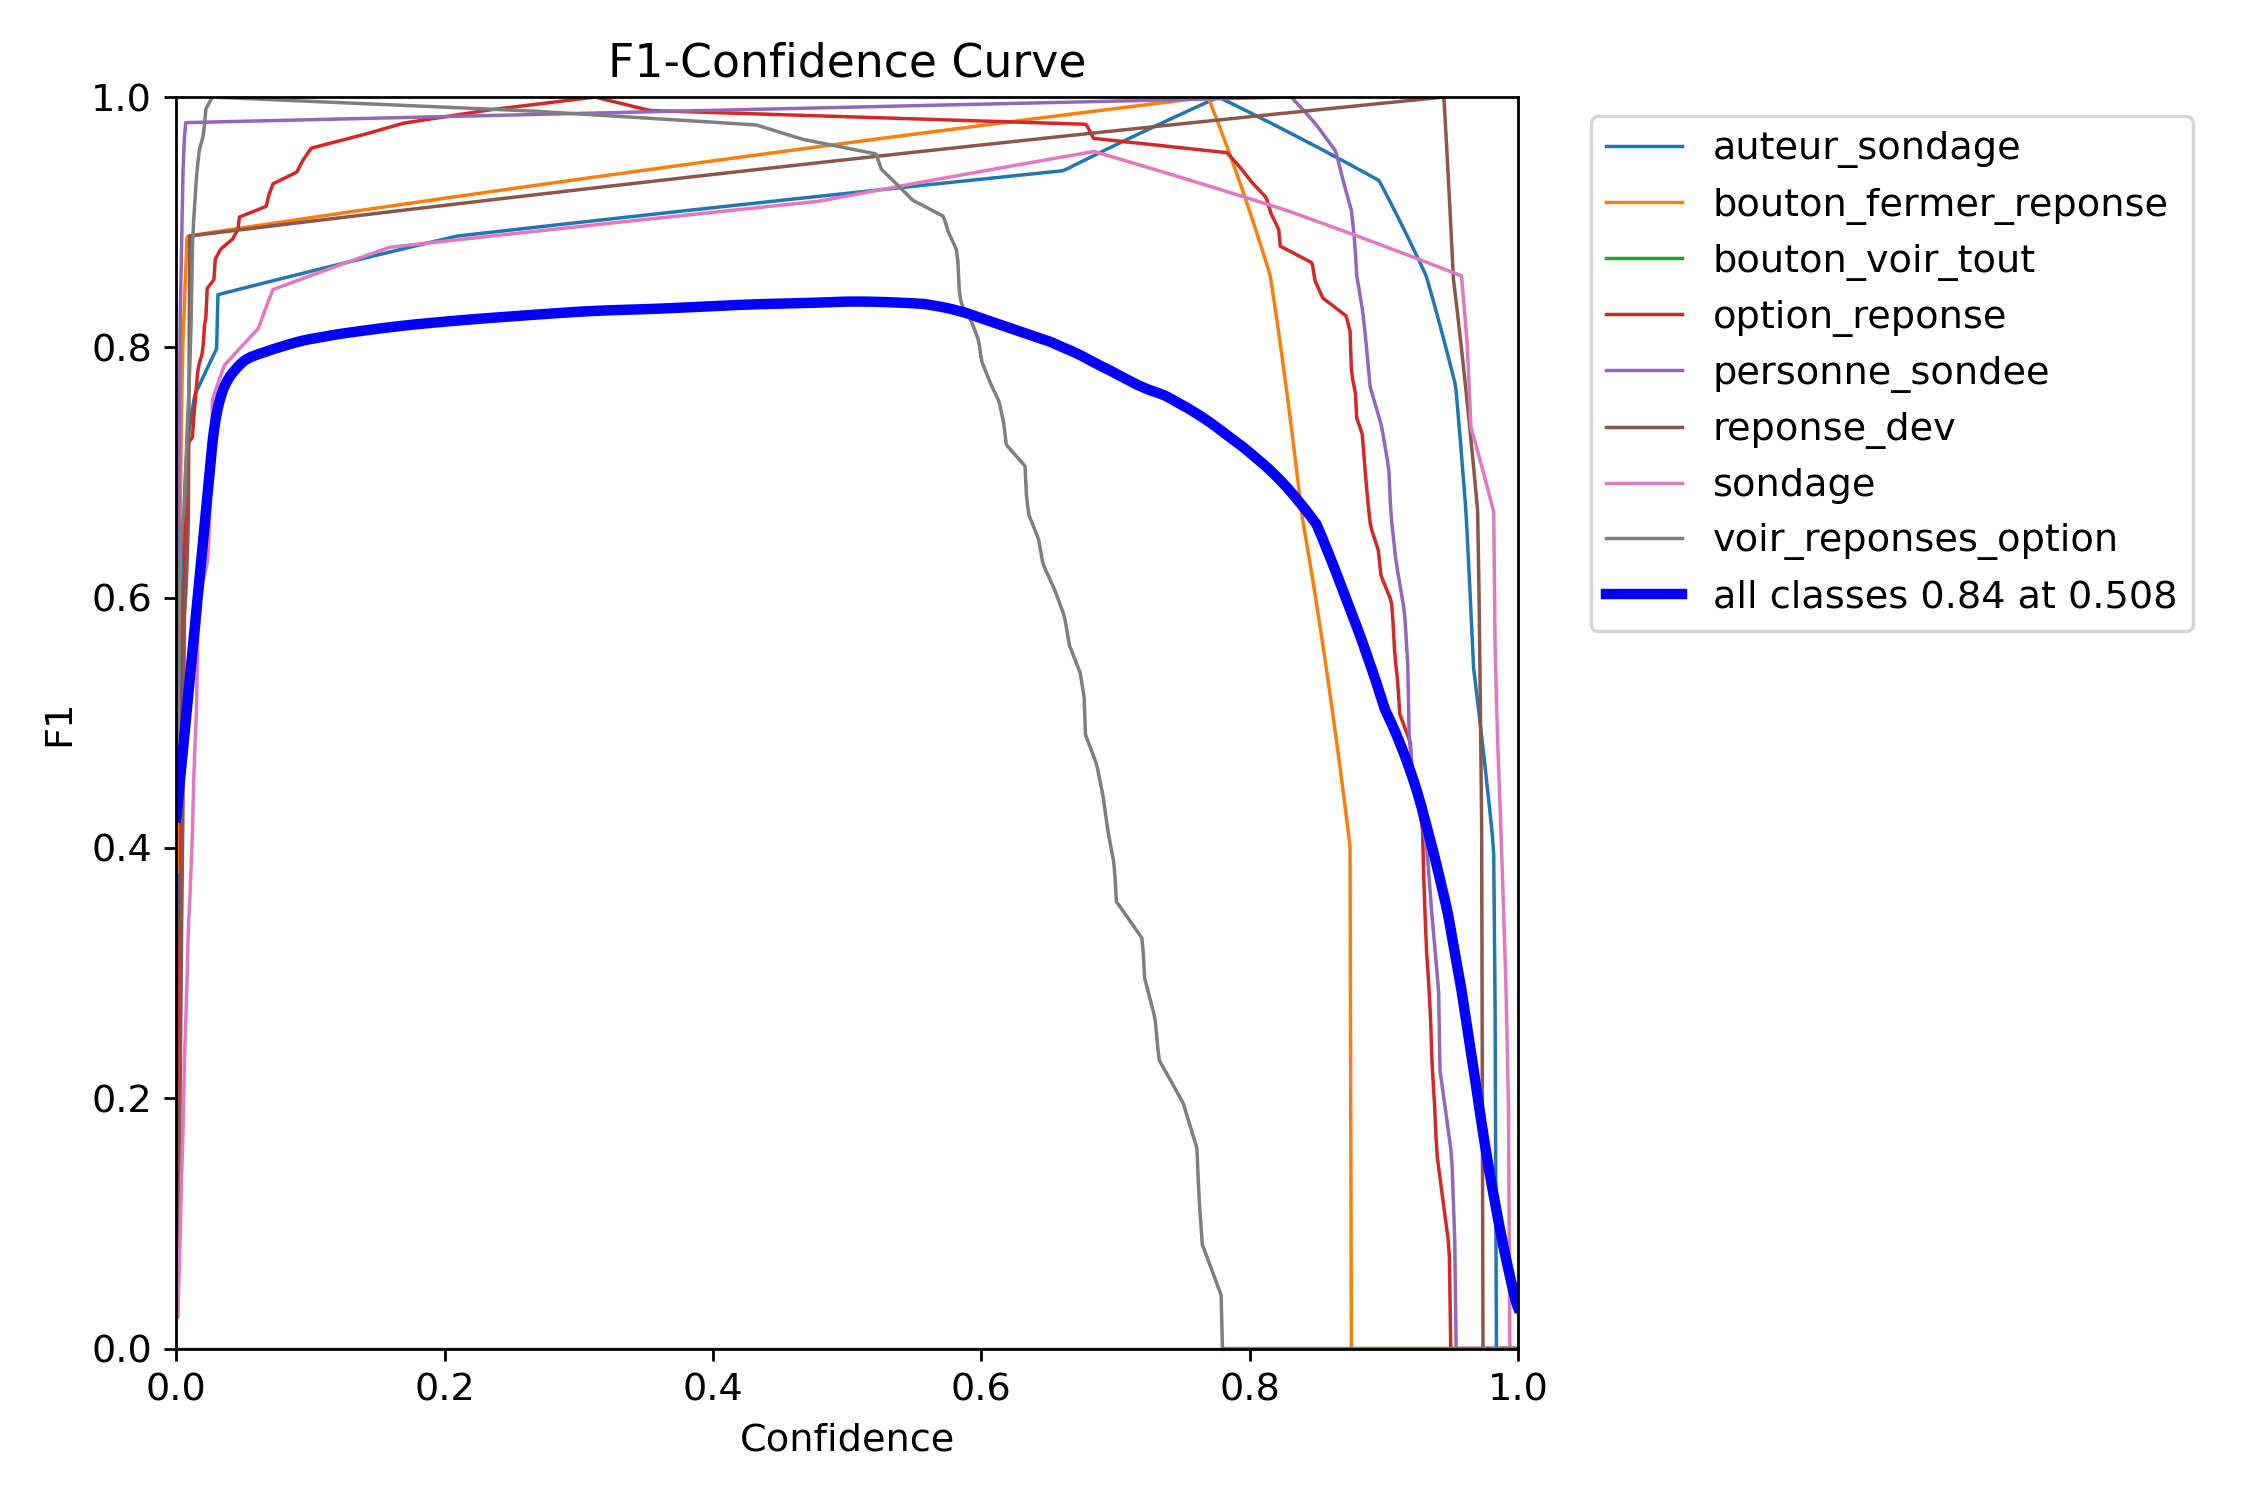 F1-Confidence Curve
1.0
0.8
0.6
0.4
0.2
0.0
F1
0.0 0.2 0.4 0.6 0.8 1.0
Confidence
auteur_sondage
bouton_fermer_reponse
bouton_voir_tout
option_reponse
personne_sondee
reponse_dev
sondage
voir_reponses_option
all classes 0.84 at 0.508